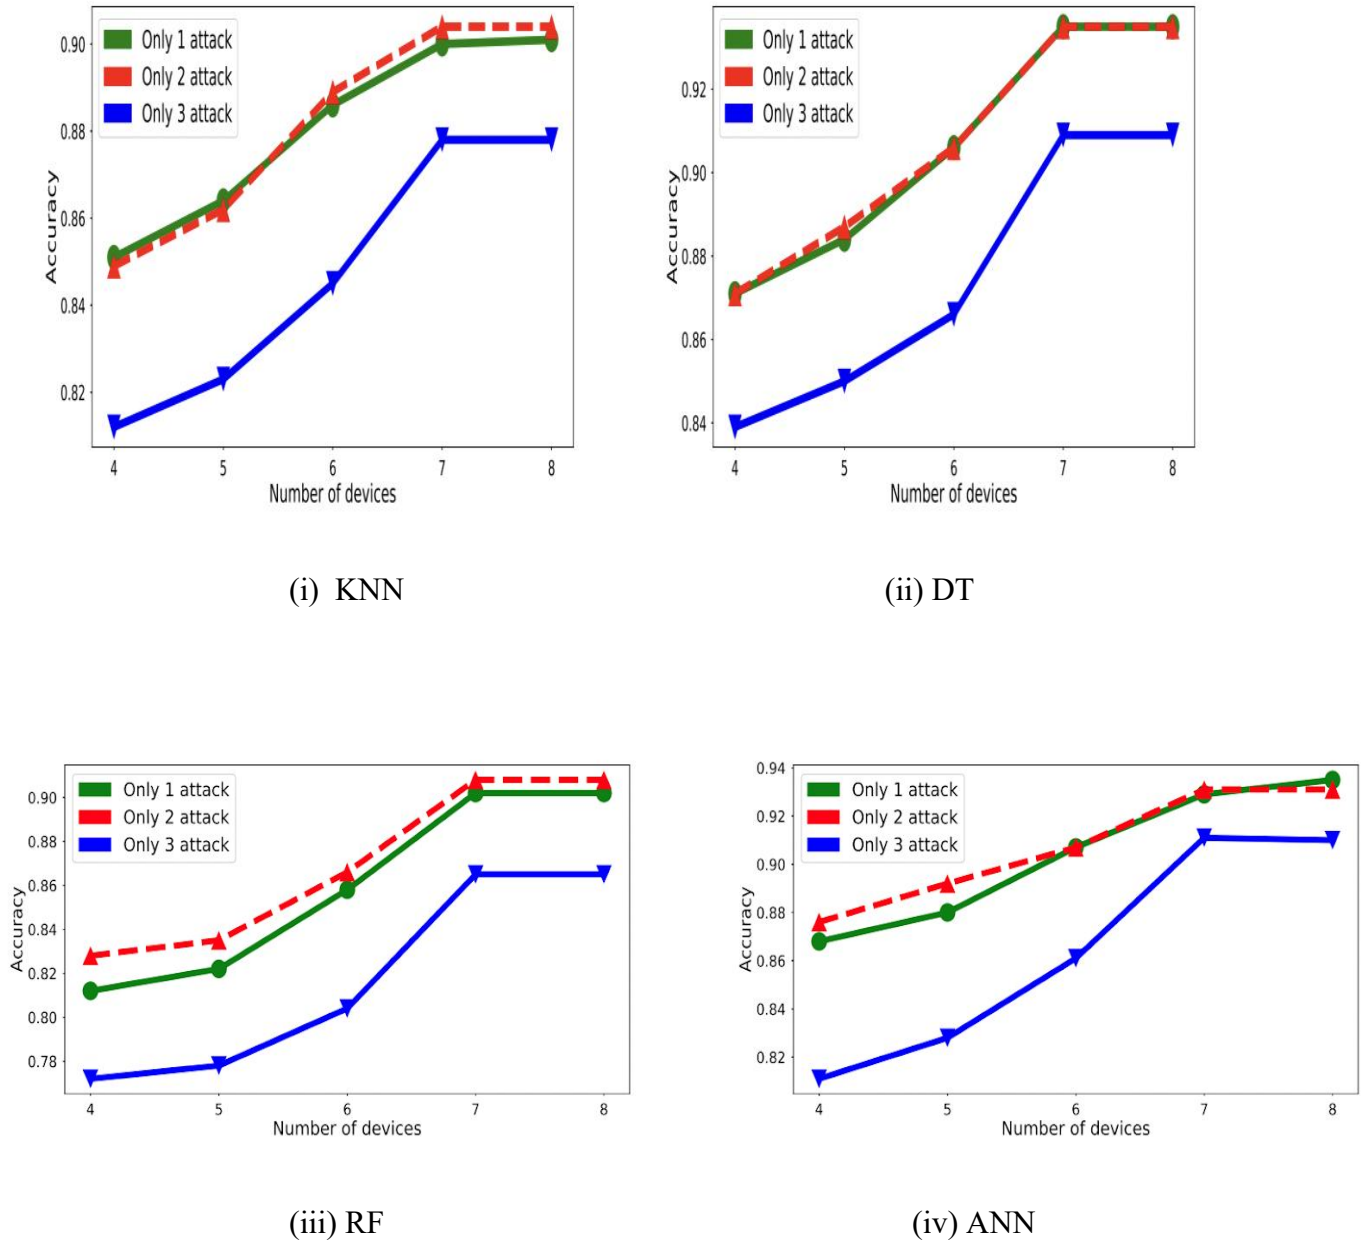 0.90
0.88
0.86
0.84
0.82
Accuracy
Only 1 attack
Only 2 attack
Only 3 attack
4 5 6 7 8
Number of devices
0.92
0.90
0.88
0.86
0.84
Accuracy
Only 1 attack
Only 2 attack
Only 3 attack
4 5 6 7 8
Number of devices
(i) KNN
(ii) DT
0.90
0.88
0.86
0.84
0.82
0.80
0.78
Accuracy
Only 1 attack
Only 2 attack
Only 3 attack
4 5 6 7 8
Number of devices
0.94
0.92
0.90
0.88
0.86
0.84
0.82
Accuracy
Only 1 attack
Only 2 attack
Only 3 attack
4 5 6 7 8
Number of devices
(iii) RF
(iv) ANN